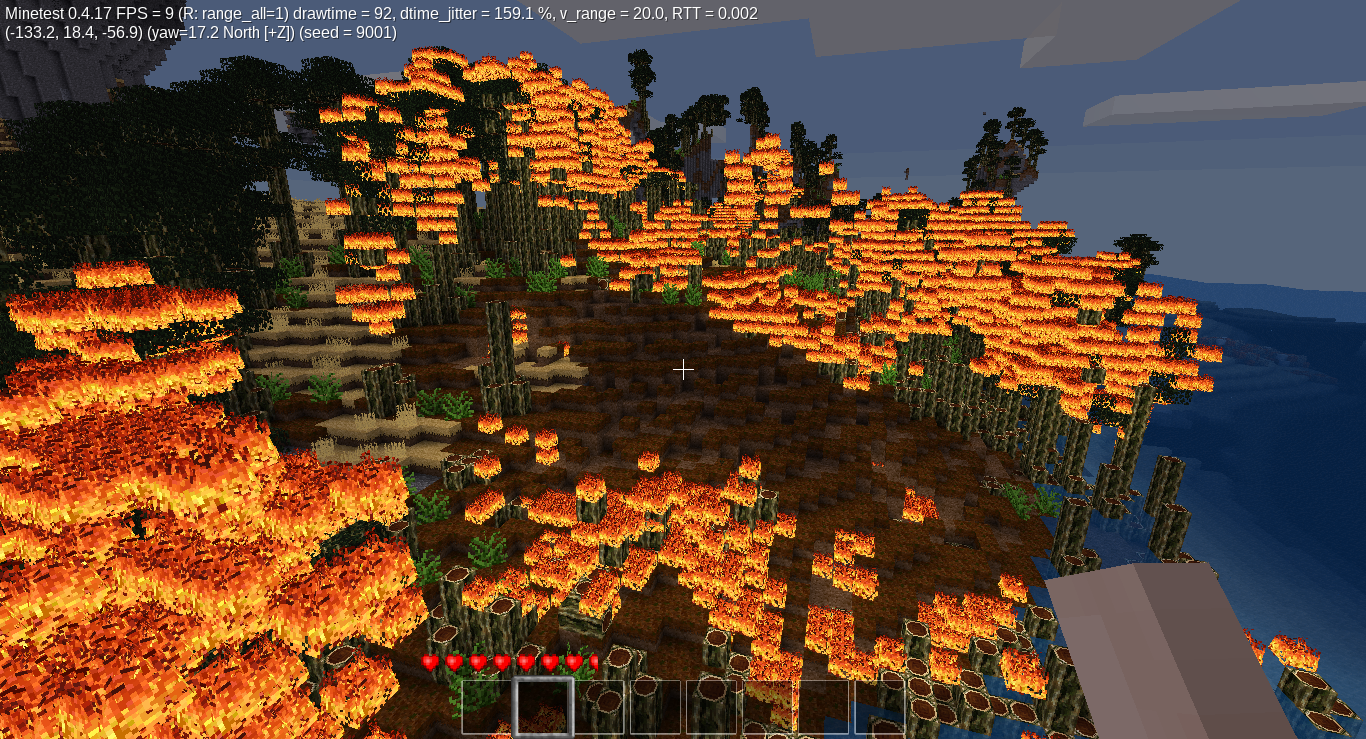 Minetest 0.4.17 FPS = 9 (R: range_all=1) drawtime = 92, dtime_jitter = 159.1 %, v_range = 20.0, RTT = 0.002
(-133.2, 18.4, -56.9) (yaw=17.2 North [+Z]) (seed = 9001)